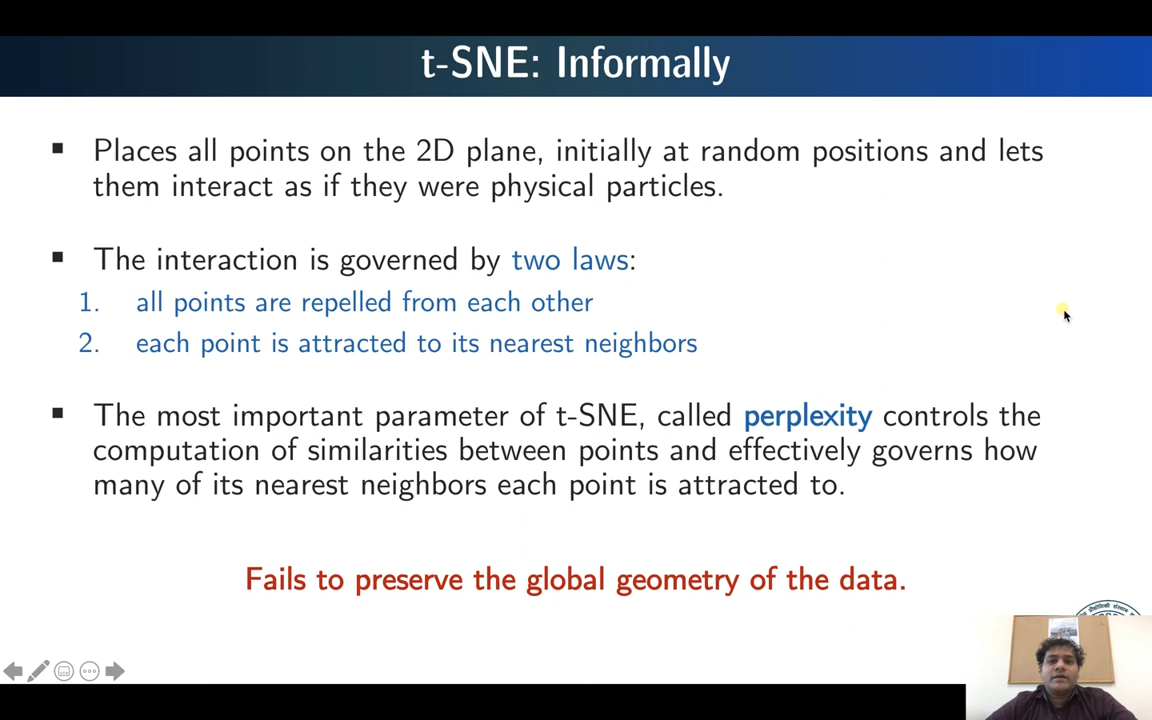 t-SNE: Informally
▪ Places all points on the 2D plane, initially at random positions and lets
them interact as if they were physical particles.
▪ The interaction is governed by two laws:
1. all points are repelled from each other
2. each point is attracted to its nearest neighbors
▪ The most important parameter of t-SNE, called perplexity controls the
computation of similarities between points and effectively governs how
many of its nearest neighbors each point is attracted to.
Fails to preserve the global geometry of the data.